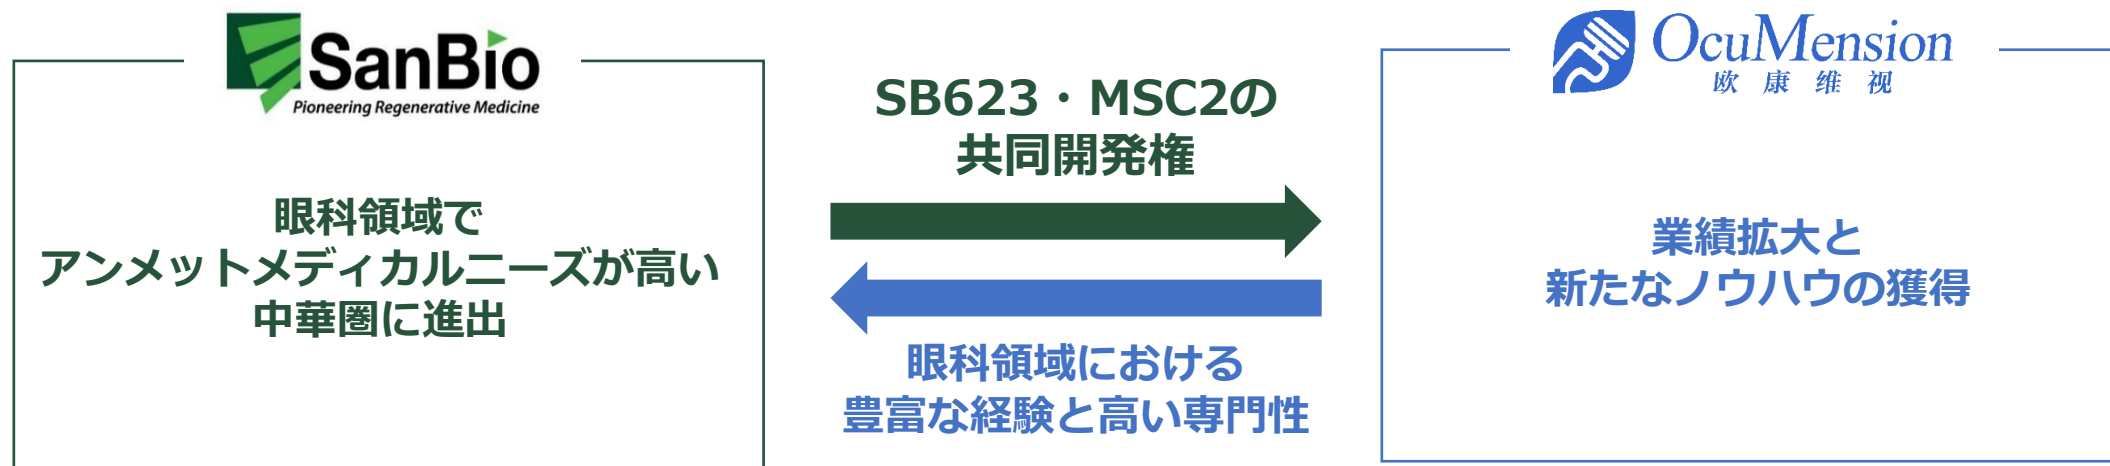 SanBio
Pioneering Regenerative Medicine
眼科領域で
アンメットメディカルニーズが高い
中華圏に進出
SB623・MSC2の
共同開発権
眼科領域における
豊富な経験と高い専門性
OcuMension
欧康维视
業績拡大と
新たなノウハウの獲得